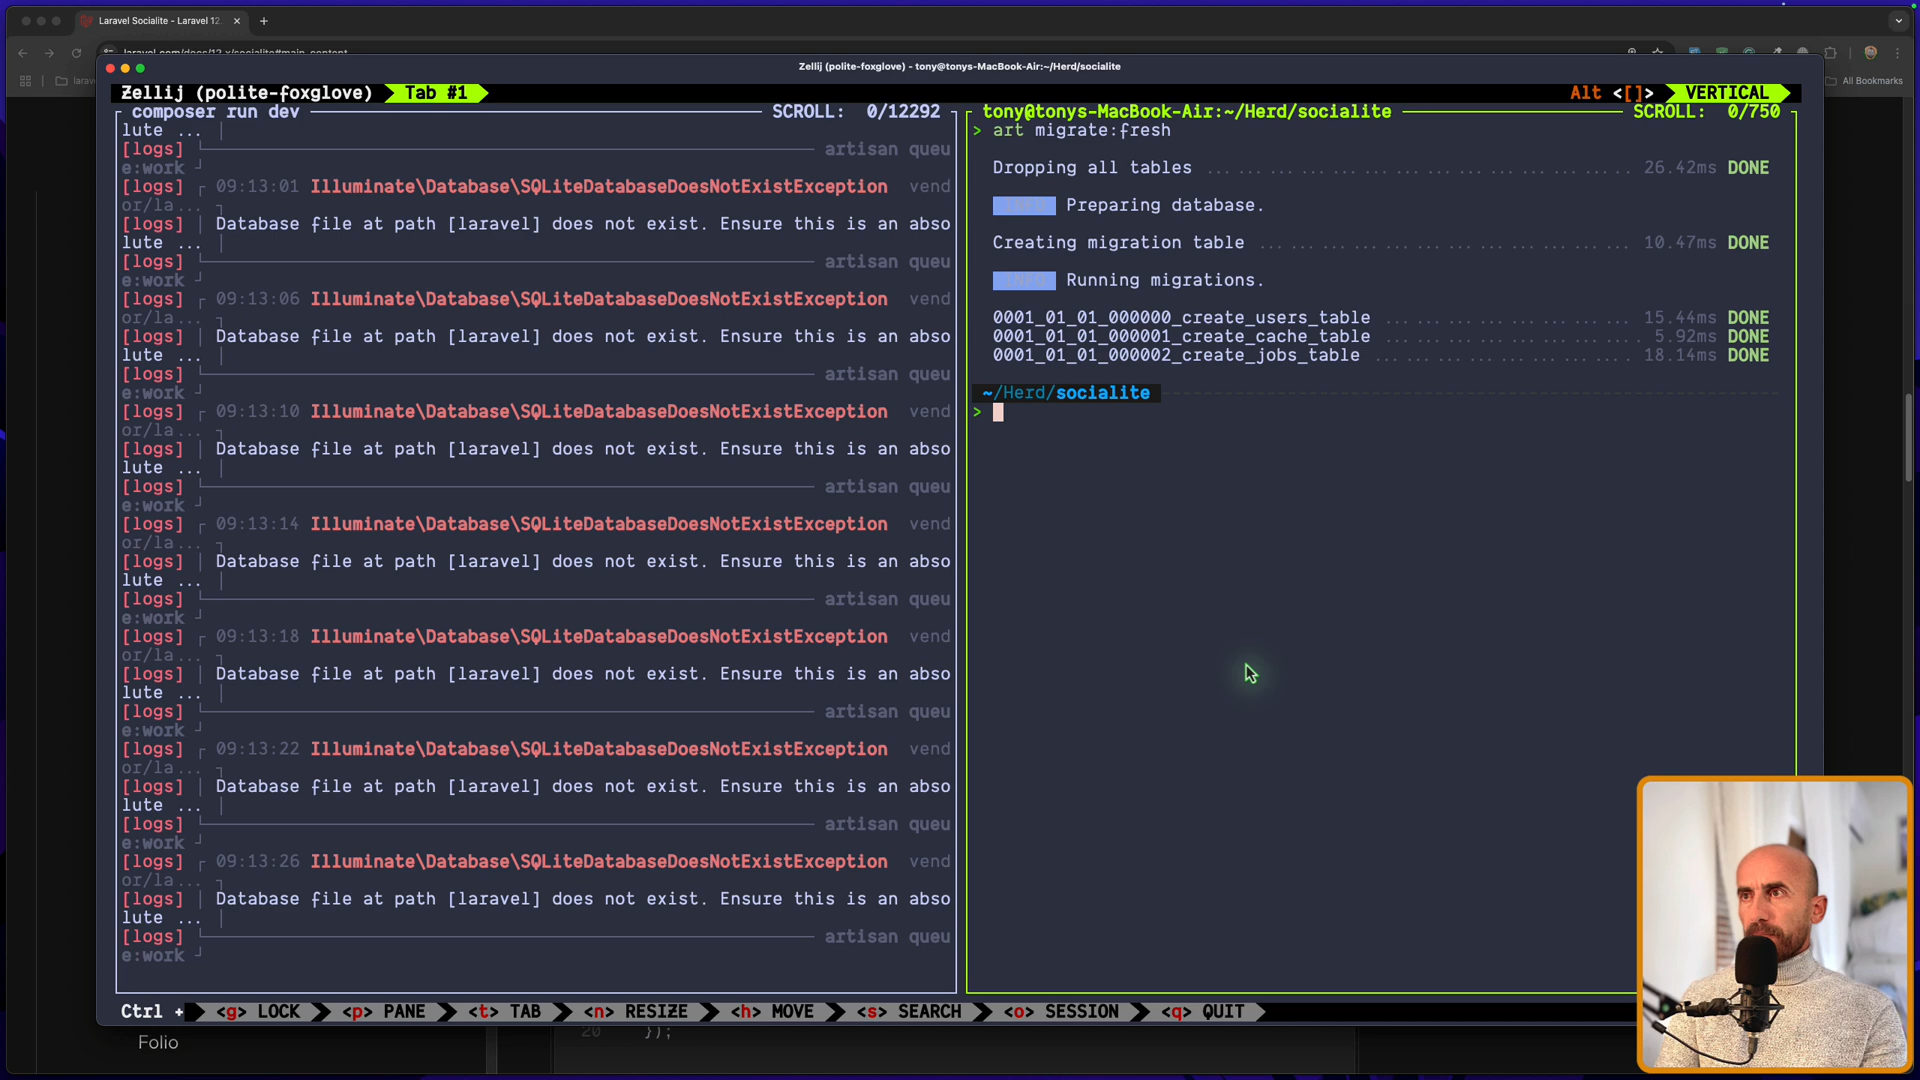 Laravel Socialite - Laravel 12.
laravel.com/docs/12.x/socialite#main_content
All Bookmarks
Zellij (polite-foxglove) - tony@tonys-MacBook-Air:~/Herd/socialite
Zellij (polite-foxglove) Tab #1
Alt <[]> VERTICAL
composer run dev SCROLL: 0/12292
lute ... │
[logs] artisan queu
e:work
[logs] 09:13:01 Illuminate\Database\SQLiteDatabaseDoesNotExistException vend
or/la...
[logs] │ Database file at path [laravel] does not exist. Ensure this is an abso
lute ... │
[logs] artisan queu
e:work
[logs] 09:13:06 Illuminate\Database\SQLiteDatabaseDoesNotExistException vend
or/la...
[logs] │ Database file at path [laravel] does not exist. Ensure this is an abso
lute ... │
[logs] artisan queu
e:work
[logs] 09:13:10 Illuminate\Database\SQLiteDatabaseDoesNotExistException vend
or/la...
[logs] │ Database file at path [laravel] does not exist. Ensure this is an abso
lute ... │
[logs] artisan queu
e:work
[logs] 09:13:14 Illuminate\Database\SQLiteDatabaseDoesNotExistException vend
or/la...
[logs] │ Database file at path [laravel] does not exist. Ensure this is an abso
lute ... │
[logs] artisan queu
e:work
[logs] 09:13:18 Illuminate\Database\SQLiteDatabaseDoesNotExistException vend
or/la...
[logs] │ Database file at path [laravel] does not exist. Ensure this is an abso
lute ... │
[logs] artisan queu
e:work
[logs] 09:13:22 Illuminate\Database\SQLiteDatabaseDoesNotExistException vend
or/la...
[logs] │ Database file at path [laravel] does not exist. Ensure this is an abso
lute ... │
[logs] artisan queu
e:work
[logs] 09:13:26 Illuminate\Database\SQLiteDatabaseDoesNotExistException vend
or/la...
[logs] │ Database file at path [laravel] does not exist. Ensure this is an abso
lute ... │
[logs] artisan queu
e:work
tony@tonys-MacBook-Air:~/Herd/socialite SCROLL: 0/750
> art migrate:fresh
Dropping all tables ... 26.42ms DONE
Preparing database.
Creating migration table ... 10.47ms DONE
Running migrations.
0001_01_01_000000_create_users_table ... 15.44ms DONE
0001_01_01_000001_create_cache_table ... 5.92ms DONE
0001_01_01_000002_create_jobs_table ... 18.14ms DONE
~/Herd/socialite
>
Ctrl + <g> LOCK <p> PANE <t> TAB <n> RESIZE <h> MOVE <s> SEARCH <o> SESSION <q> QUIT
20 });
Folio